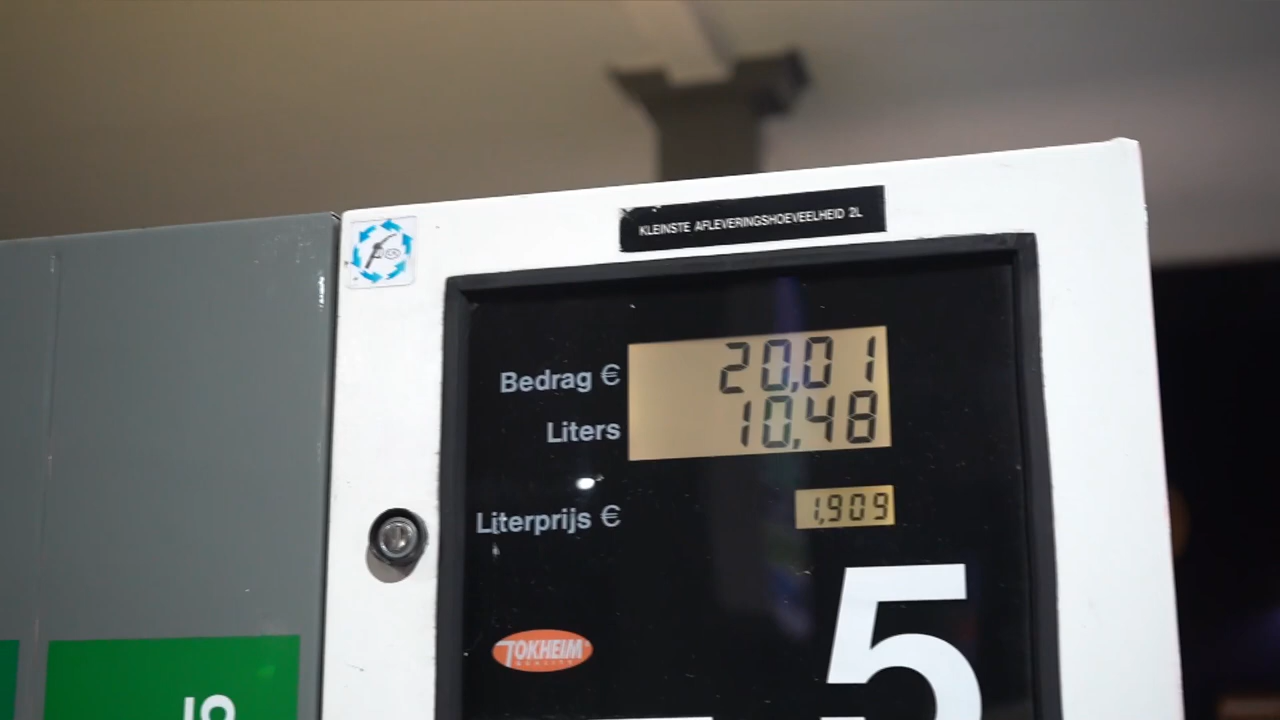 KLEINSTE AFLEVERINGSHOEVEELHEID 2L
Bedrag € 20,01
Liters 10,48
Literprijs € 1,909
TOKHEIM
5